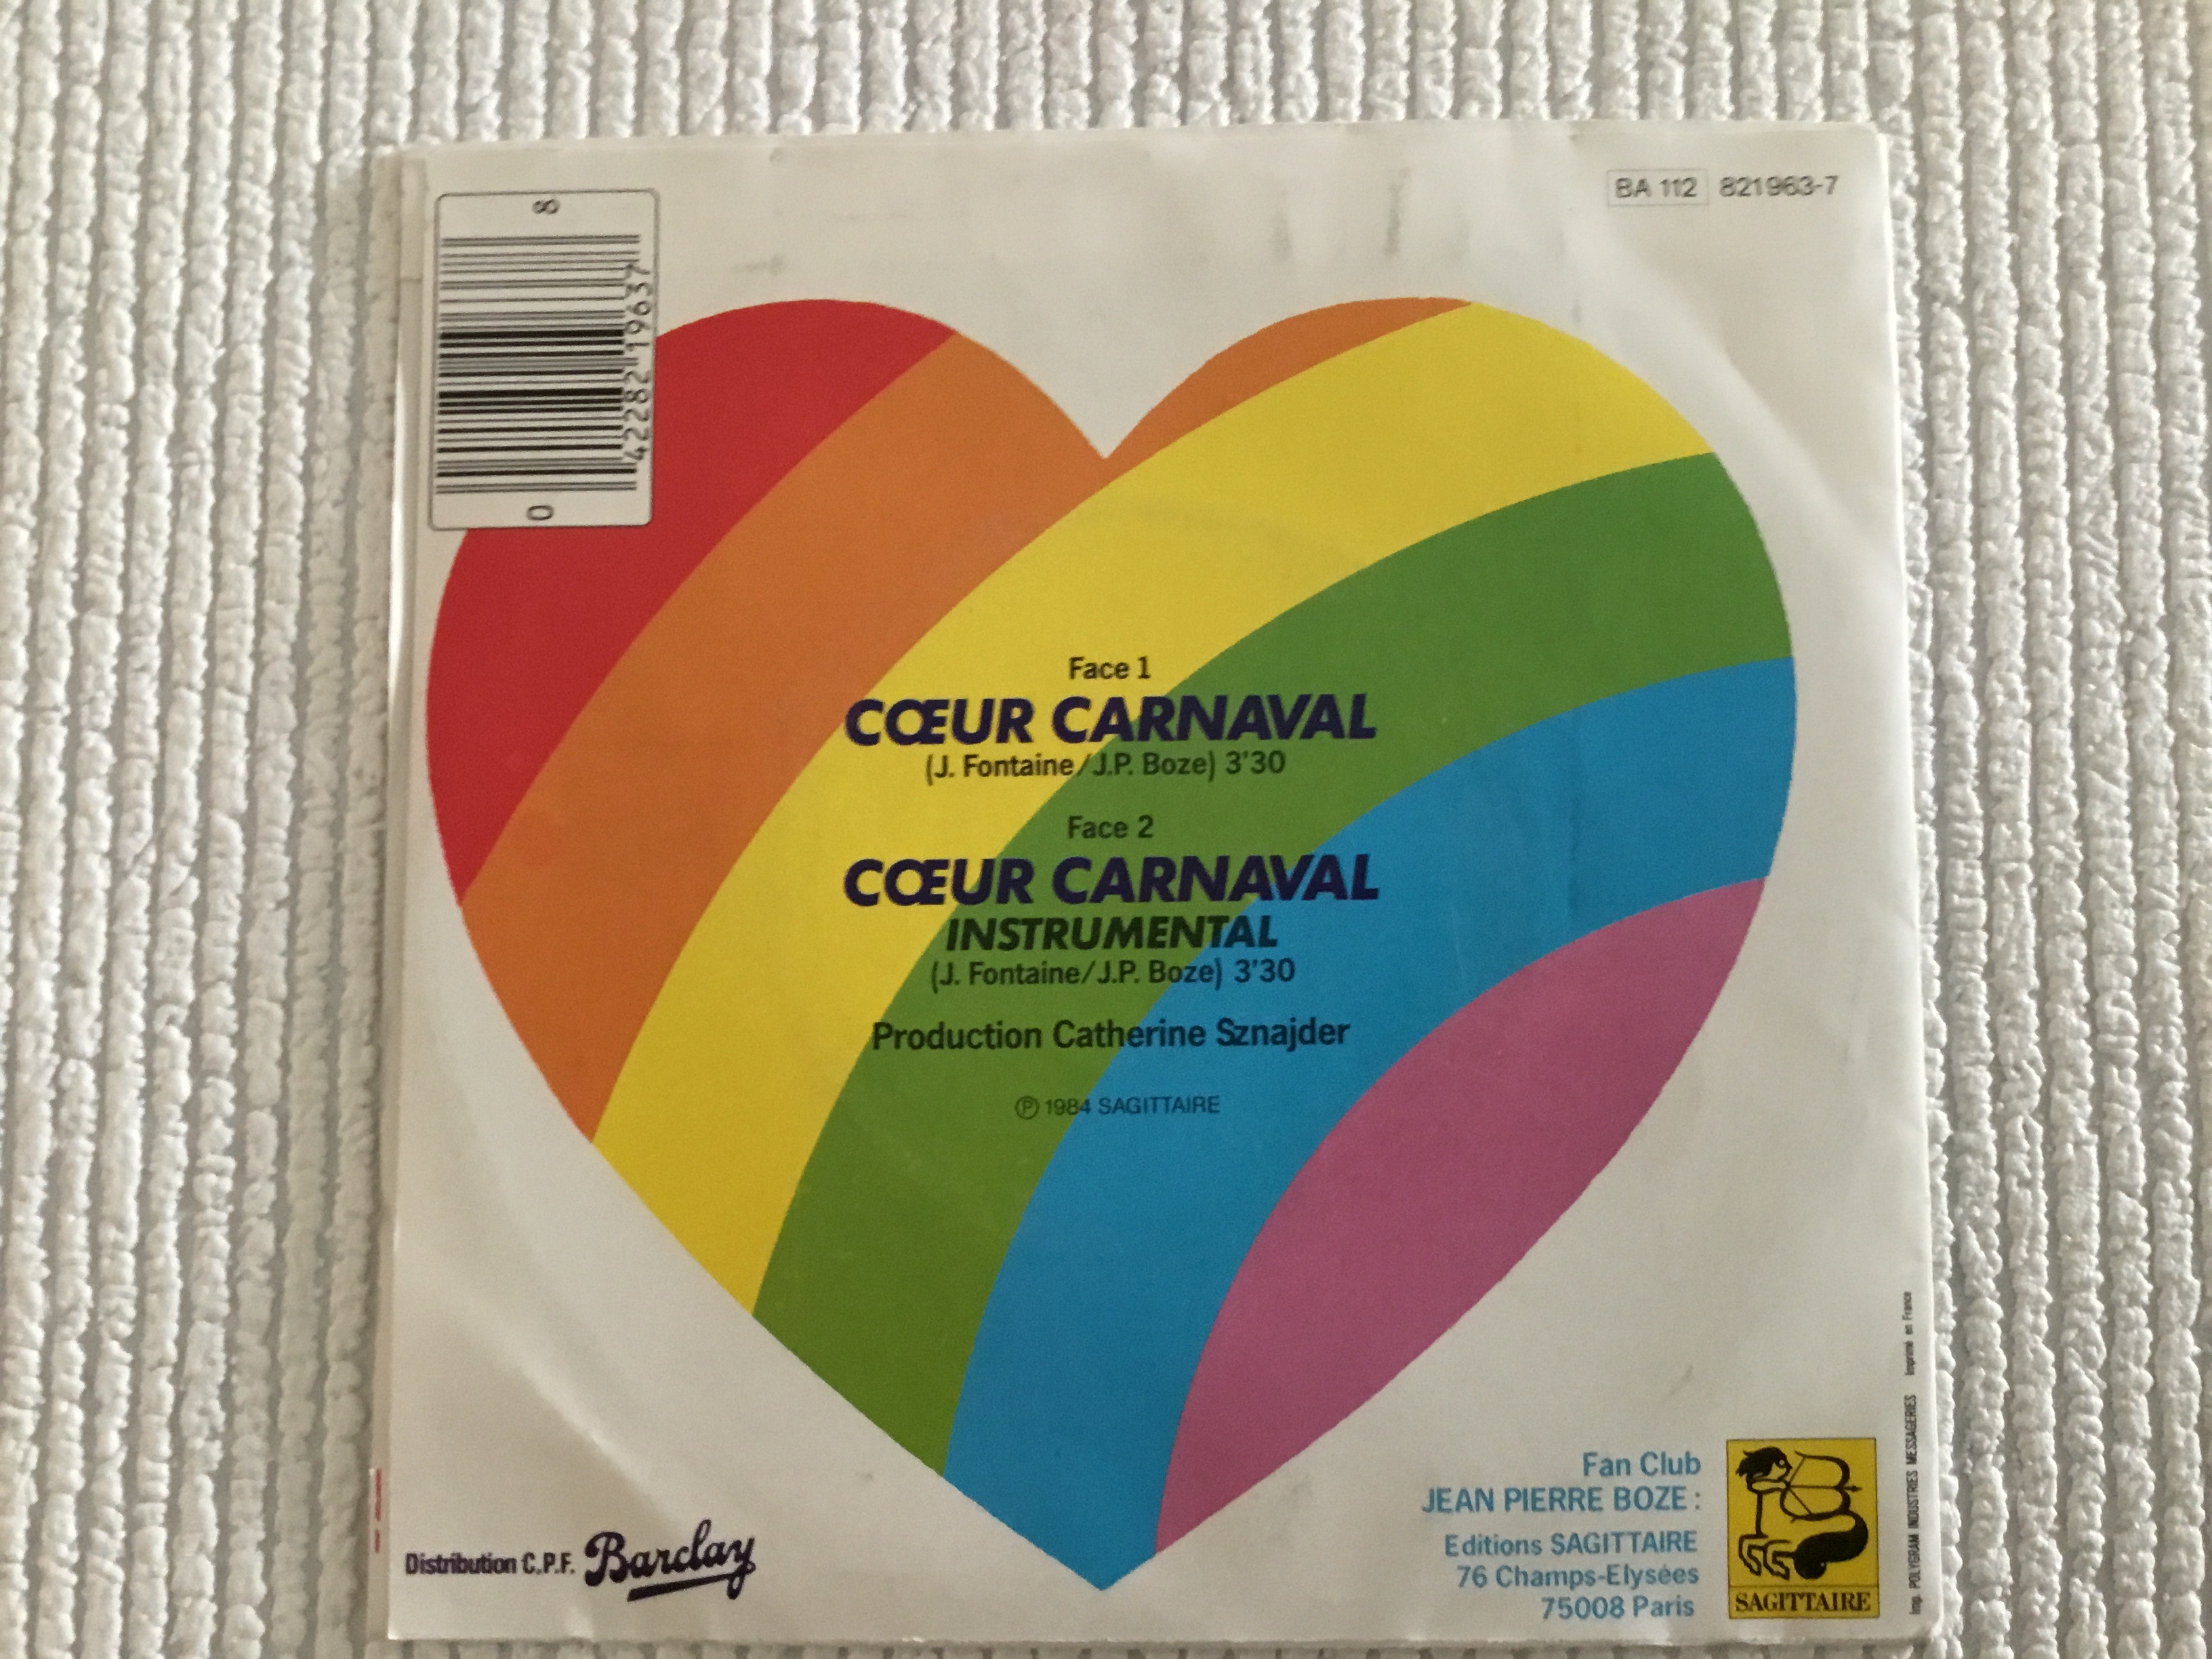 BA 112 821963-7
8
42282"19637
0
Face 1
CŒUR CARNAVAL
(J. Fontaine/J.P. Boze) 3'30
Face 2
CŒUR CARNAVAL
INSTRUMENTAL
(J. Fontaine/J.P. Boze) 3'30
Production Catherine Sznajder
Ⓟ 1984 SAGITTAIRE
Distribution C.P.F. Barclay
Fan Club
JEAN PIERRE BOZE :
Editions SAGITTAIRE
76 Champs-Elysées
75008 Paris
SAGITTAIRE
Imp. POLYGRAM INDUSTRIES MESSAGERIES Imprimé en France